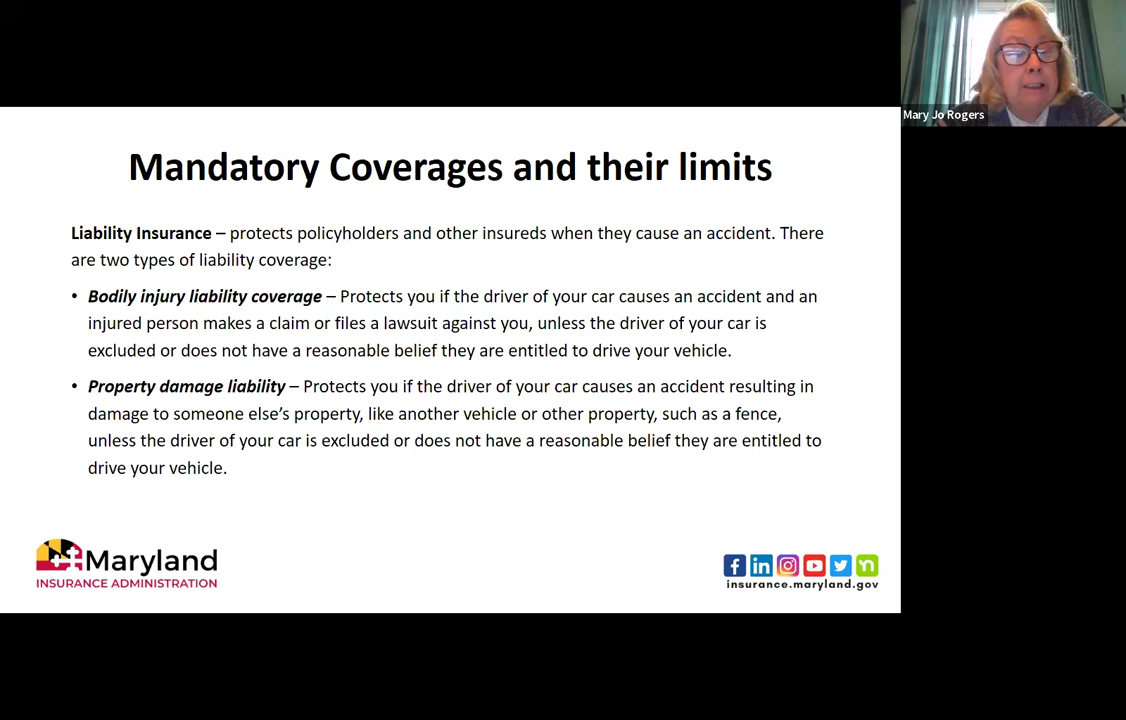 Mary Jo Rogers
Mandatory Coverages and their limits
Liability Insurance – protects policyholders and other insureds when they cause an accident. There
are two types of liability coverage:
• Bodily injury liability coverage – Protects you if the driver of your car causes an accident and an
injured person makes a claim or files a lawsuit against you, unless the driver of your car is
excluded or does not have a reasonable belief they are entitled to drive your vehicle.
• Property damage liability – Protects you if the driver of your car causes an accident resulting in
damage to someone else’s property, like another vehicle or other property, such as a fence,
unless the driver of your car is excluded or does not have a reasonable belief they are entitled to
drive your vehicle.
Maryland
INSURANCE ADMINISTRATION
insurance.maryland.gov